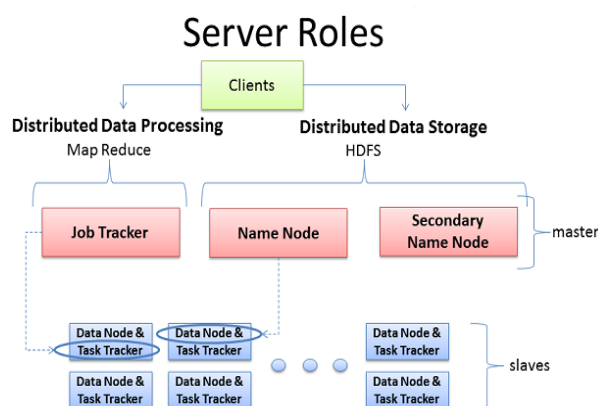 Server Roles
Clients
Distributed Data Processing
Map Reduce
Distributed Data Storage
HDFS
Job Tracker
Name Node
Secondary
Name Node
master
Data Node &
Task Tracker
Data Node &
Task Tracker
Data Node &
Task Tracker
slaves
Data Node &
Task Tracker
Data Node &
Task Tracker
Data Node &
Task Tracker